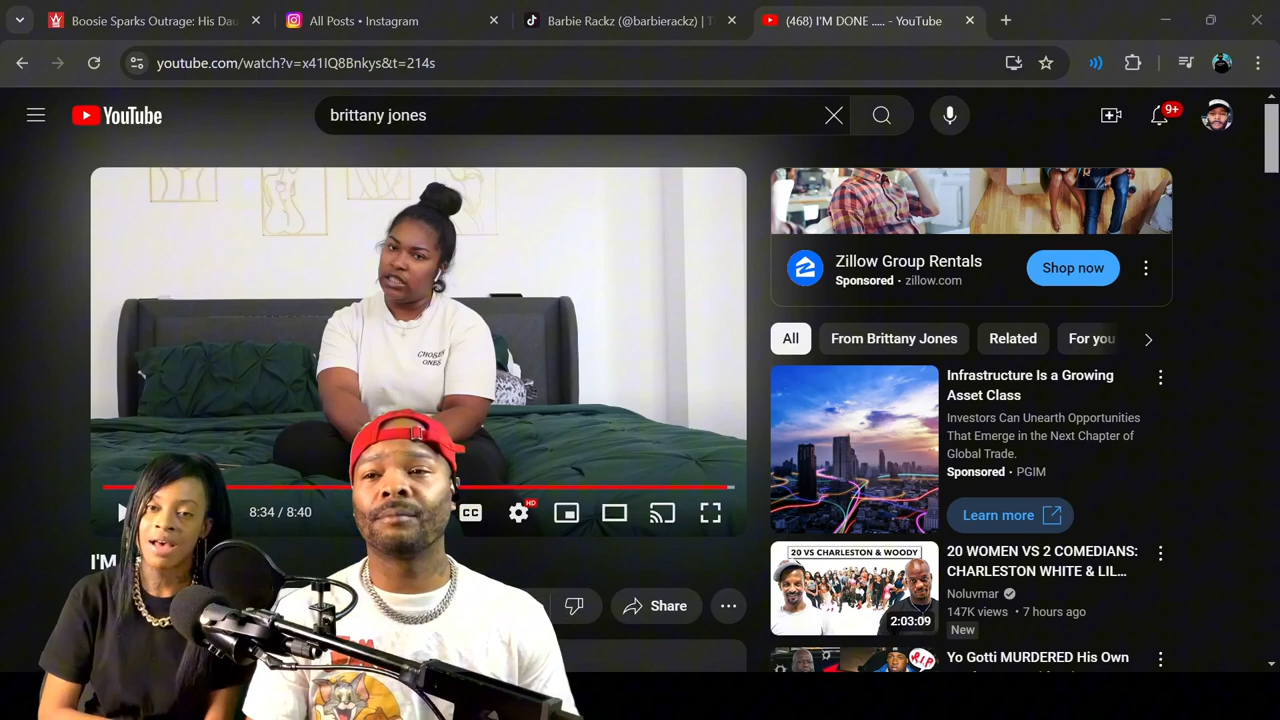 Boosie Sparks Outrage: His Dau
All Posts • Instagram
Barbie Rackz (@barbierackz) | T
(468) I'M DONE ..... - YouTube
youtube.com/watch?v=x41IQ8Bnkys&t=214s
YouTube
brittany jones
9+
CHOSEN
ONES
Zillow Group Rentals
Sponsored · zillow.com
Shop now
All
From Brittany Jones
Related
For you
Infrastructure Is a Growing
Asset Class
Investors Can Unearth Opportunities
That Emerge in the Next Chapter of
Global Trade.
Sponsored · PGIM
Learn more
8:34 / 8:40
CC
HD
I'M
Share
20 VS CHARLESTON & WOODY
2:03:09
20 WOMEN VS 2 COMEDIANS:
CHARLESTON WHITE & LIL...
Noluvmar
147K views • 7 hours ago
New
R.I.P
Yo Gotti MURDERED His Own